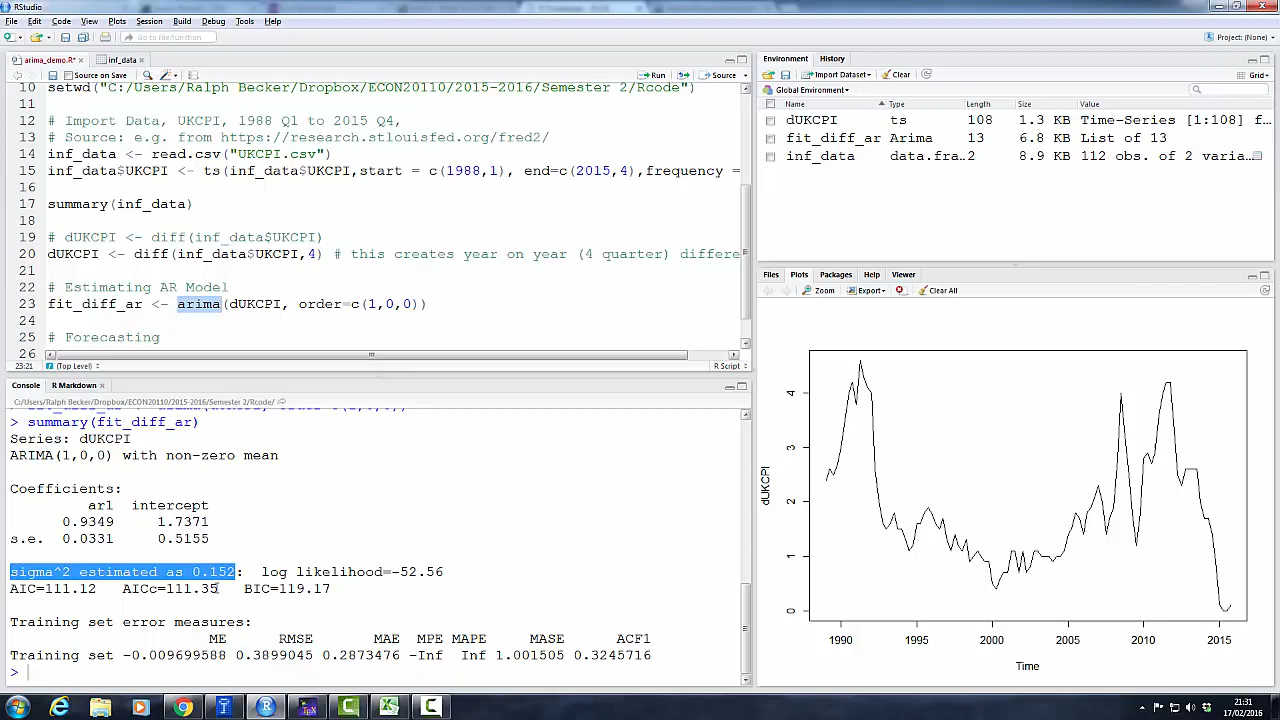 RStudio
File Edit Code View Plots Session Build Debug Tools Help
Go to file/function
Project: (None)
arima_demo.R* inf_data
Source on Save Run Source
10 setwd("C:/Users/Ralph Becker/Dropbox/ECON20110/2015-2016/Semester 2/Rcode")
11
12 # Import Data, UKCPI, 1988 Q1 to 2015 Q4,
13 # Source: e.g. from https://research.stlouisfed.org/fred2/
14 inf_data <- read.csv("UKCPI.csv")
15 inf_data$UKCPI <- ts(inf_data$UKCPI,start = c(1988,1), end=c(2015,4),frequency =
16
17 summary(inf_data)
18
19 # dUKCPI <- diff(inf_data$UKCPI)
20 dUKCPI <- diff(inf_data$UKCPI,4) # this creates year on year (4 quarter) differe
21
22 # Estimating AR Model
23 fit_diff_ar <- arima(dUKCPI, order=c(1,0,0))
24
25 # Forecasting
26
23:21 (Top Level) R Script
Console R Markdown
C:/Users/Ralph Becker/Dropbox/ECON20110/2015-2016/Semester 2/Rcode/
> summary(fit_diff_ar)
Series: dUKCPI
ARIMA(1,0,0) with non-zero mean
Coefficients:
ar1 intercept
0.9349 1.7371
s.e. 0.0331 0.5155
sigma^2 estimated as 0.152: log likelihood=-52.56
AIC=111.12 AICc=111.35 BIC=119.17
Training set error measures:
ME RMSE MAE MPE MAPE MASE ACF1
Training set -0.009699588 0.3899045 0.2873476 -Inf Inf 1.001505 0.3245716
>
Environment History
Import Dataset Clear Grid
Global Environment
Name Type Length Size Value
dUKCPI ts 108 1.3 KB Time-Series [1:108] f…
fit_diff_ar Arima 13 6.8 KB List of 13
inf_data data.fra…2 8.9 KB 112 obs. of 2 varia…
Files Plots Packages Help Viewer
Zoom Export Clear All
dUKCPI
4
3
2
1
0
1990 1995 2000 2005 2010 2015
Time
21:31
17/02/2016